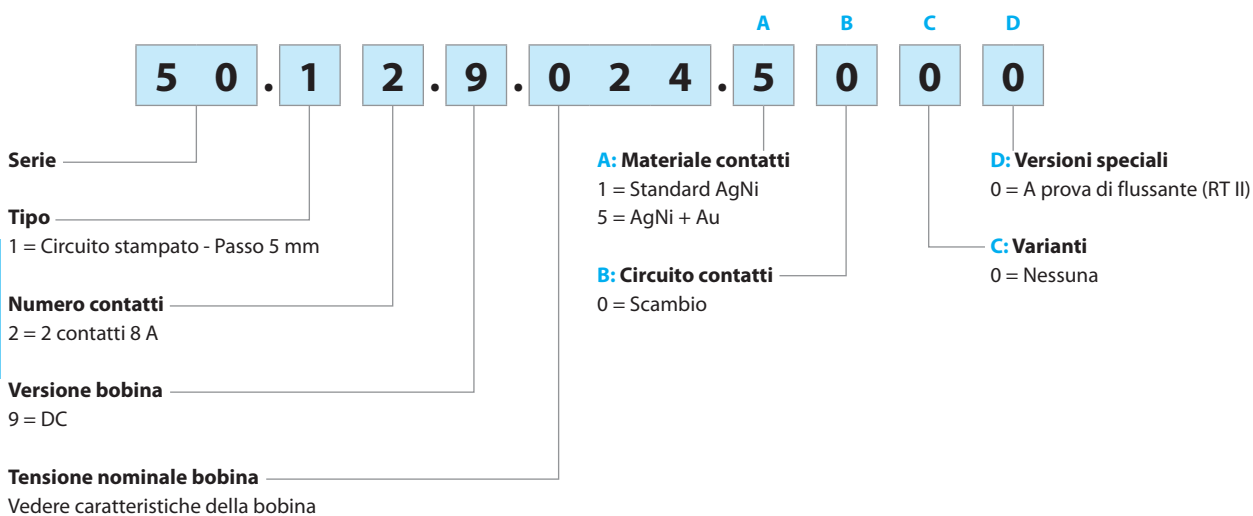 A B C D
5 0 . 1 2 . 9 . 0 2 4 . 5 0 0 0
Serie
Tipo
1 = Circuito stampato - Passo 5 mm
Numero contatti
2 = 2 contatti 8 A
Versione bobina
9 = DC
Tensione nominale bobina
Vedere caratteristiche della bobina
A: Materiale contatti
1 = Standard AgNi
5 = AgNi + Au
B: Circuito contatti
0 = Scambio
D: Versioni speciali
0 = A prova di flussante (RT II)
C: Varianti
0 = Nessuna